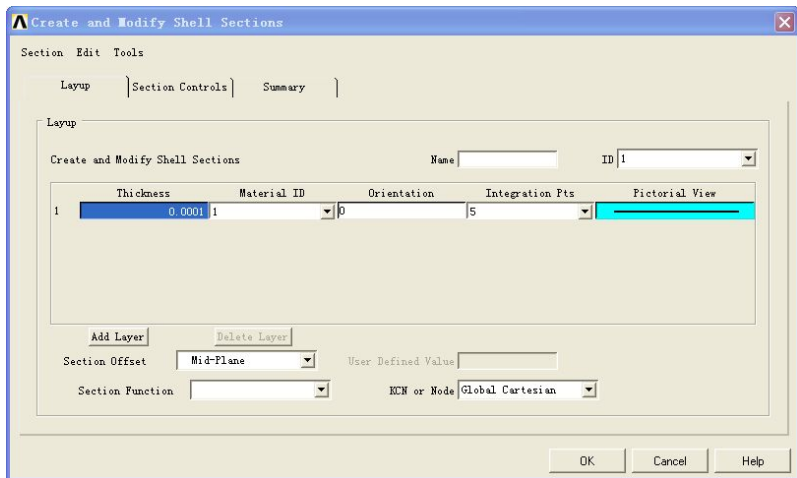 Create and Modify Shell Sections
Section Edit Tools
Layup Section Controls Summary
Layup
Create and Modify Shell Sections Name ID 1
Thickness Material ID Orientation Integration Pts Pictorial View
1 0.0001 1 0 5
Add Layer Delete Layer
Section Offset Mid-Plane User Defined Value
Section Function KCN or Node Global Cartesian
OK Cancel Help